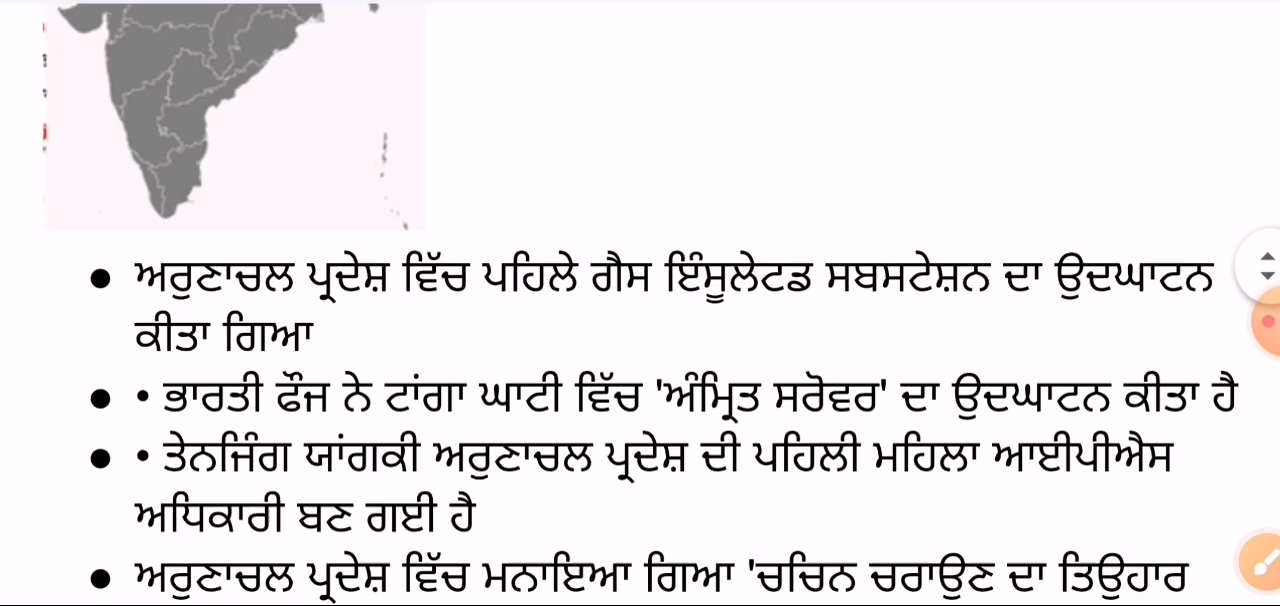 ● ਅਰੁਣਾਚਲ ਪ੍ਰਦੇਸ਼ ਵਿੱਚ ਪਹਿਲੇ ਗੈਸ ਇੰਸੂਲੇਟਡ ਸਬਸਟੇਸ਼ਨ ਦਾ ਉਦਘਾਟਨ
ਕੀਤਾ ਗਿਆ
● • ਭਾਰਤੀ ਫੌਜ ਨੇ ਟਾਂਗਾ ਘਾਟੀ ਵਿੱਚ 'ਅੰਮ੍ਰਿਤ ਸਰੋਵਰ' ਦਾ ਉਦਘਾਟਨ ਕੀਤਾ ਹੈ
● • ਤੇਨਜਿੰਗ ਯਾਂਗਕੀ ਅਰੁਣਾਚਲ ਪ੍ਰਦੇਸ਼ ਦੀ ਪਹਿਲੀ ਮਹਿਲਾ ਆਈਪੀਐਸ
ਅਧਿਕਾਰੀ ਬਣ ਗਈ ਹੈ
● ਅਰੁਣਾਚਲ ਪ੍ਰਦੇਸ਼ ਵਿੱਚ ਮਨਾਇਆ ਗਿਆ 'ਚਚਿਨ ਚਰਾਉਣ ਦਾ ਤਿਉਹਾਰ